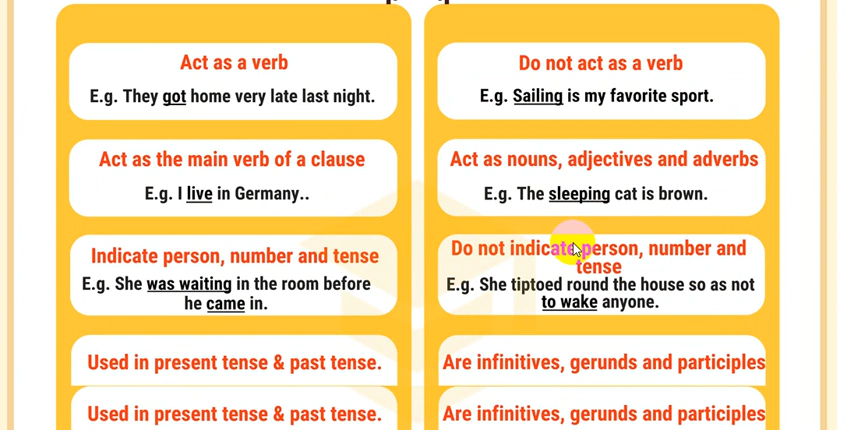 Act as a verb
E.g. They got home very late last night.
Act as the main verb of a clause
E.g. I live in Germany..
Indicate person, number and tense
E.g. She was waiting in the room before
he came in.
Used in present tense & past tense.
Used in present tense & past tense.
Do not act as a verb
E.g. Sailing is my favorite sport.
Act as nouns, adjectives and adverbs
E.g. The sleeping cat is brown.
Do not indicate person, number and
tense
E.g. She tiptoed round the house so as not
to wake anyone.
Are infinitives, gerunds and participles
Are infinitives, gerunds and participles